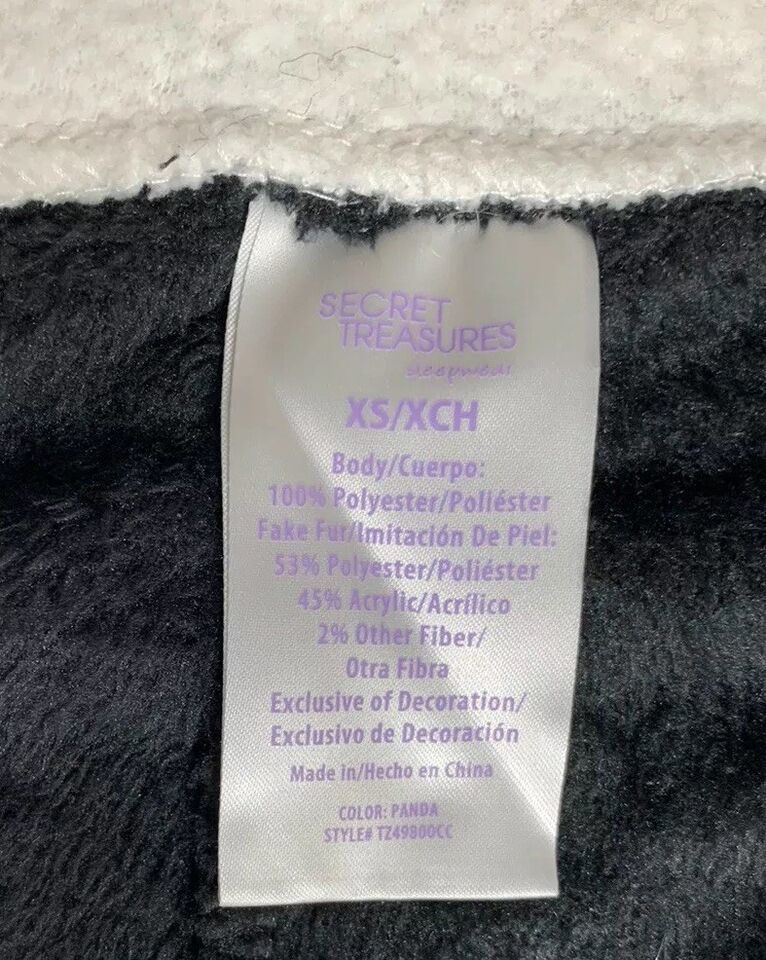 SECRET
TREASURES
sleepwear
XS/XCH
Body/Cuerpo:
100% Polyester/Poliéster
Fake Fur/Imitación De Piel:
53% Polyester/Poliéster
45% Acrylic/Acrílico
2% Other Fiber/
Otra Fibra
Exclusive of Decoration/
Exclusivo de Decoración
Made in/Hecho en China
COLOR: PANDA
STYLE# TZ49800CC